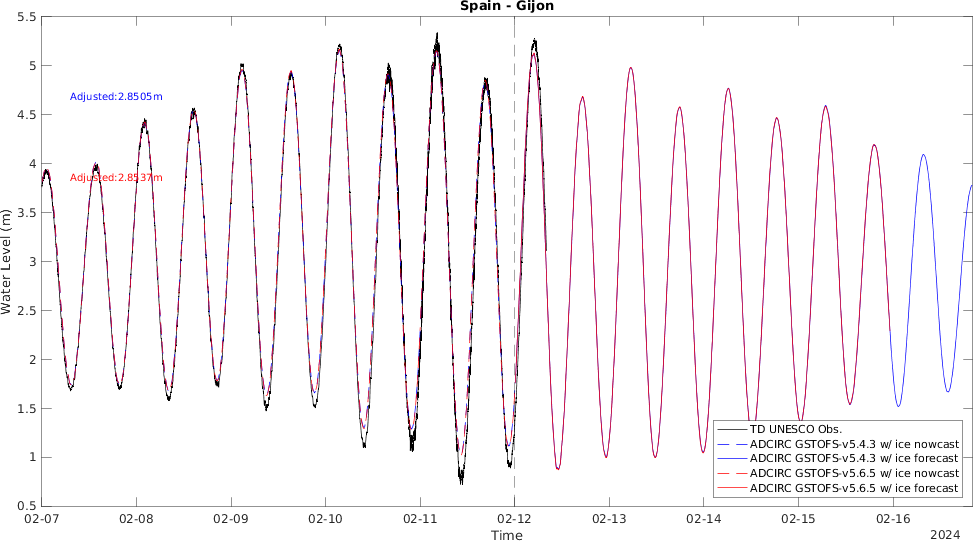 Spain - Gijon
5.5
5
4.5
4
3.5
3
2.5
2
1.5
1
0.5
Water Level (m)
Adjusted:2.8505m
Adjusted:2.8537m
TD UNESCO Obs.
ADCIRC GSTOFS-v5.4.3 w/ ice nowcast
ADCIRC GSTOFS-v5.4.3 w/ ice forecast
ADCIRC GSTOFS-v5.6.5 w/ ice nowcast
ADCIRC GSTOFS-v5.6.5 w/ ice forecast
02-07 02-08 02-09 02-10 02-11 02-12 02-13 02-14 02-15 02-16
Time
2024